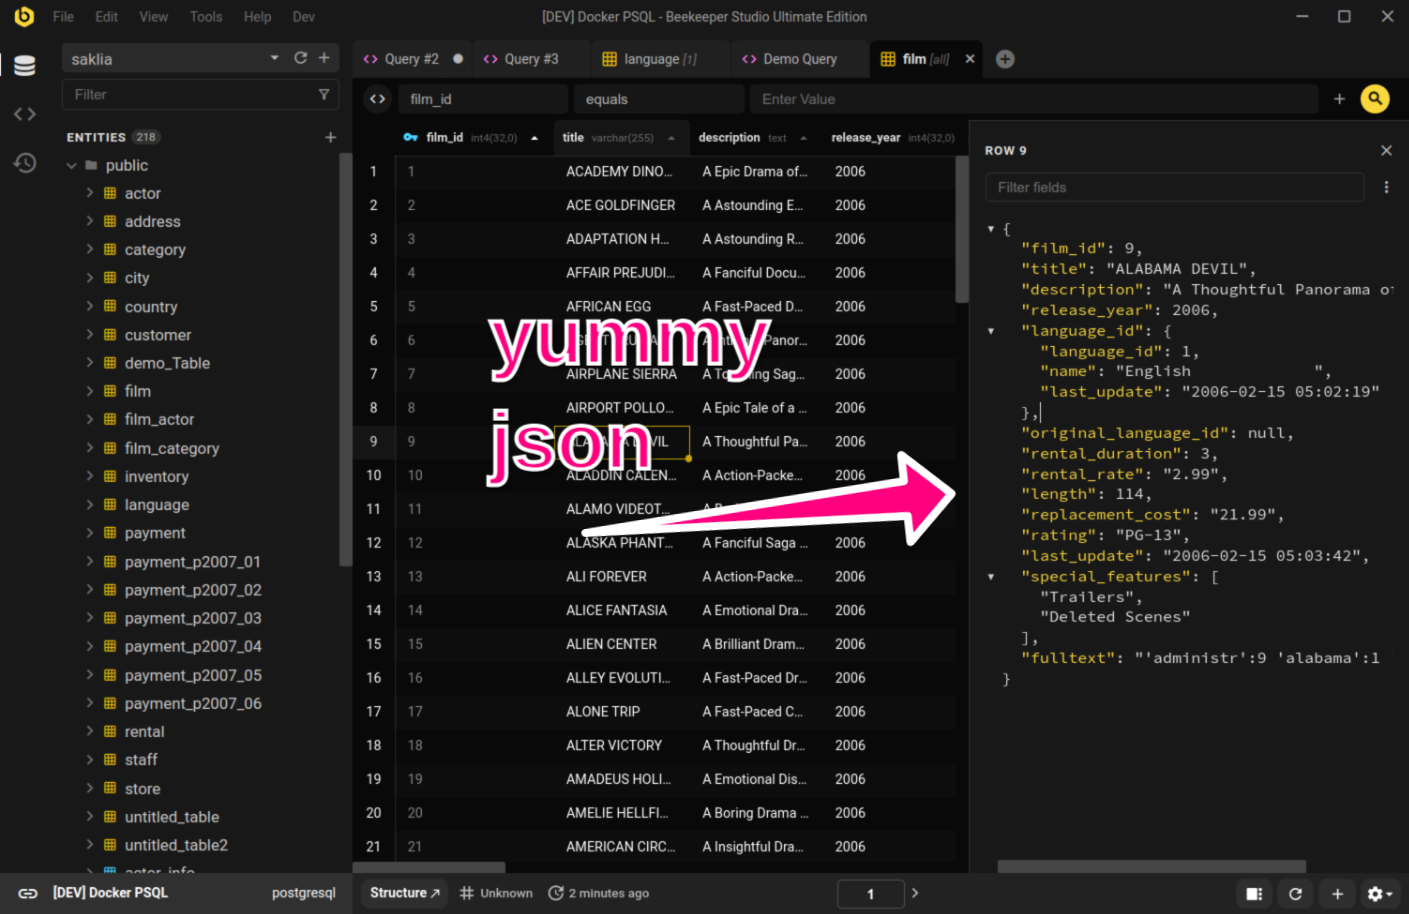 File Edit View Tools Help Dev [DEV] Docker PSQL - Beekeeper Studio Ultimate Edition
saklia
Query #2 Query #3 language [1] Demo Query film [all]
Filter
film_id equals Enter Value
ENTITIES 218
public
actor
address
category
city
country
customer
demo_Table
film
film_actor
film_category
inventory
language
payment
payment_p2007_01
payment_p2007_02
payment_p2007_03
payment_p2007_04
payment_p2007_05
payment_p2007_06
rental
staff
store
untitled_table
untitled_table2
actor_info
film_id int4(32,0) title varchar(255) description text release_year int4(32,0)
1 1 ACADEMY DINO... A Epic Drama of... 2006
2 2 ACE GOLDFINGER A Astounding E... 2006
3 3 ADAPTATION H... A Astounding R... 2006
4 4 AFFAIR PREJUDI... A Fanciful Docu... 2006
5 5 AFRICAN EGG A Fast-Paced D... 2006
6 6 2006
7 7 AIRPLANE SIERRA 2006
8 8 AIRPORT POLLO... A Epic Tale of a ... 2006
9 9 A Thoughtful Pa... 2006
10 10 ALADDIN CALEN... A Action-Packe... 2006
11 11 ALAMO VIDEOT...
12 12 ALASKA PHANT... A Fanciful Saga ... 2006
13 13 ALI FOREVER A Action-Packe... 2006
14 14 ALICE FANTASIA A Emotional Dra... 2006
15 15 ALIEN CENTER A Brilliant Dram... 2006
16 16 ALLEY EVOLUTI... A Fast-Paced Dr... 2006
17 17 ALONE TRIP A Fast-Paced C... 2006
18 18 ALTER VICTORY A Thoughtful Dr... 2006
19 19 AMADEUS HOLI... A Emotional Dis... 2006
20 20 AMELIE HELLFI... A Boring Drama ... 2006
21 21 AMERICAN CIRC... A Insightful Dra... 2006
yummy
json
ROW 9
Filter fields
{
"film_id": 9,
"title": "ALABAMA DEVIL",
"description": "A Thoughtful Panorama of
"release_year": 2006,
"language_id": {
"language_id": 1,
"name": "English             ",
"last_update": "2006-02-15 05:02:19"
},
"original_language_id": null,
"rental_duration": 3,
"rental_rate": "2.99",
"length": 114,
"replacement_cost": "21.99",
"rating": "PG-13",
"last_update": "2006-02-15 05:03:42",
"special_features": [
"Trailers",
"Deleted Scenes"
],
"fulltext": "'administr':9 'alabama':1
}
[DEV] Docker PSQL postgresql Structure Unknown 2 minutes ago 1